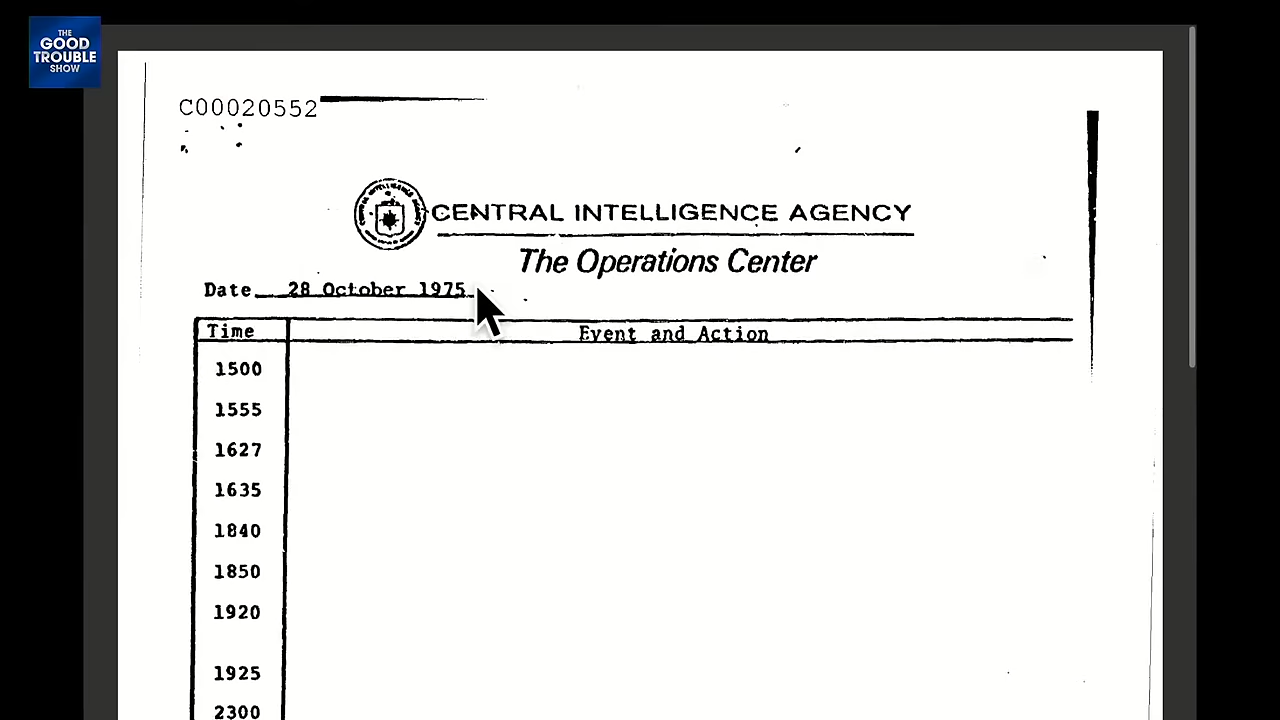 THE
GOOD
TROUBLE
SHOW
C00020552
CENTRAL INTELLIGENCE AGENCY
The Operations Center
Date 28 October 1975
Time Event and Action
1500
1555
1627
1635
1840
1850
1920
1925
2300